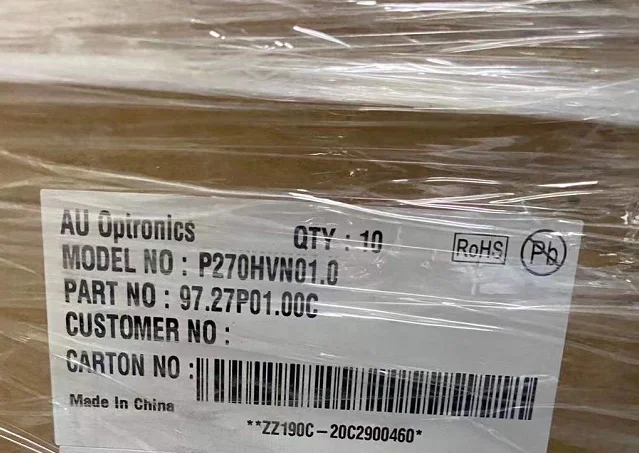 AU Optronics QTY : 10 RoHS Pb
MODEL NO : P270HVN01.0
PART NO : 97.27P01.00C
CUSTOMER NO :
CARTON NO :
Made In China
**ZZ190C-20C2900460*